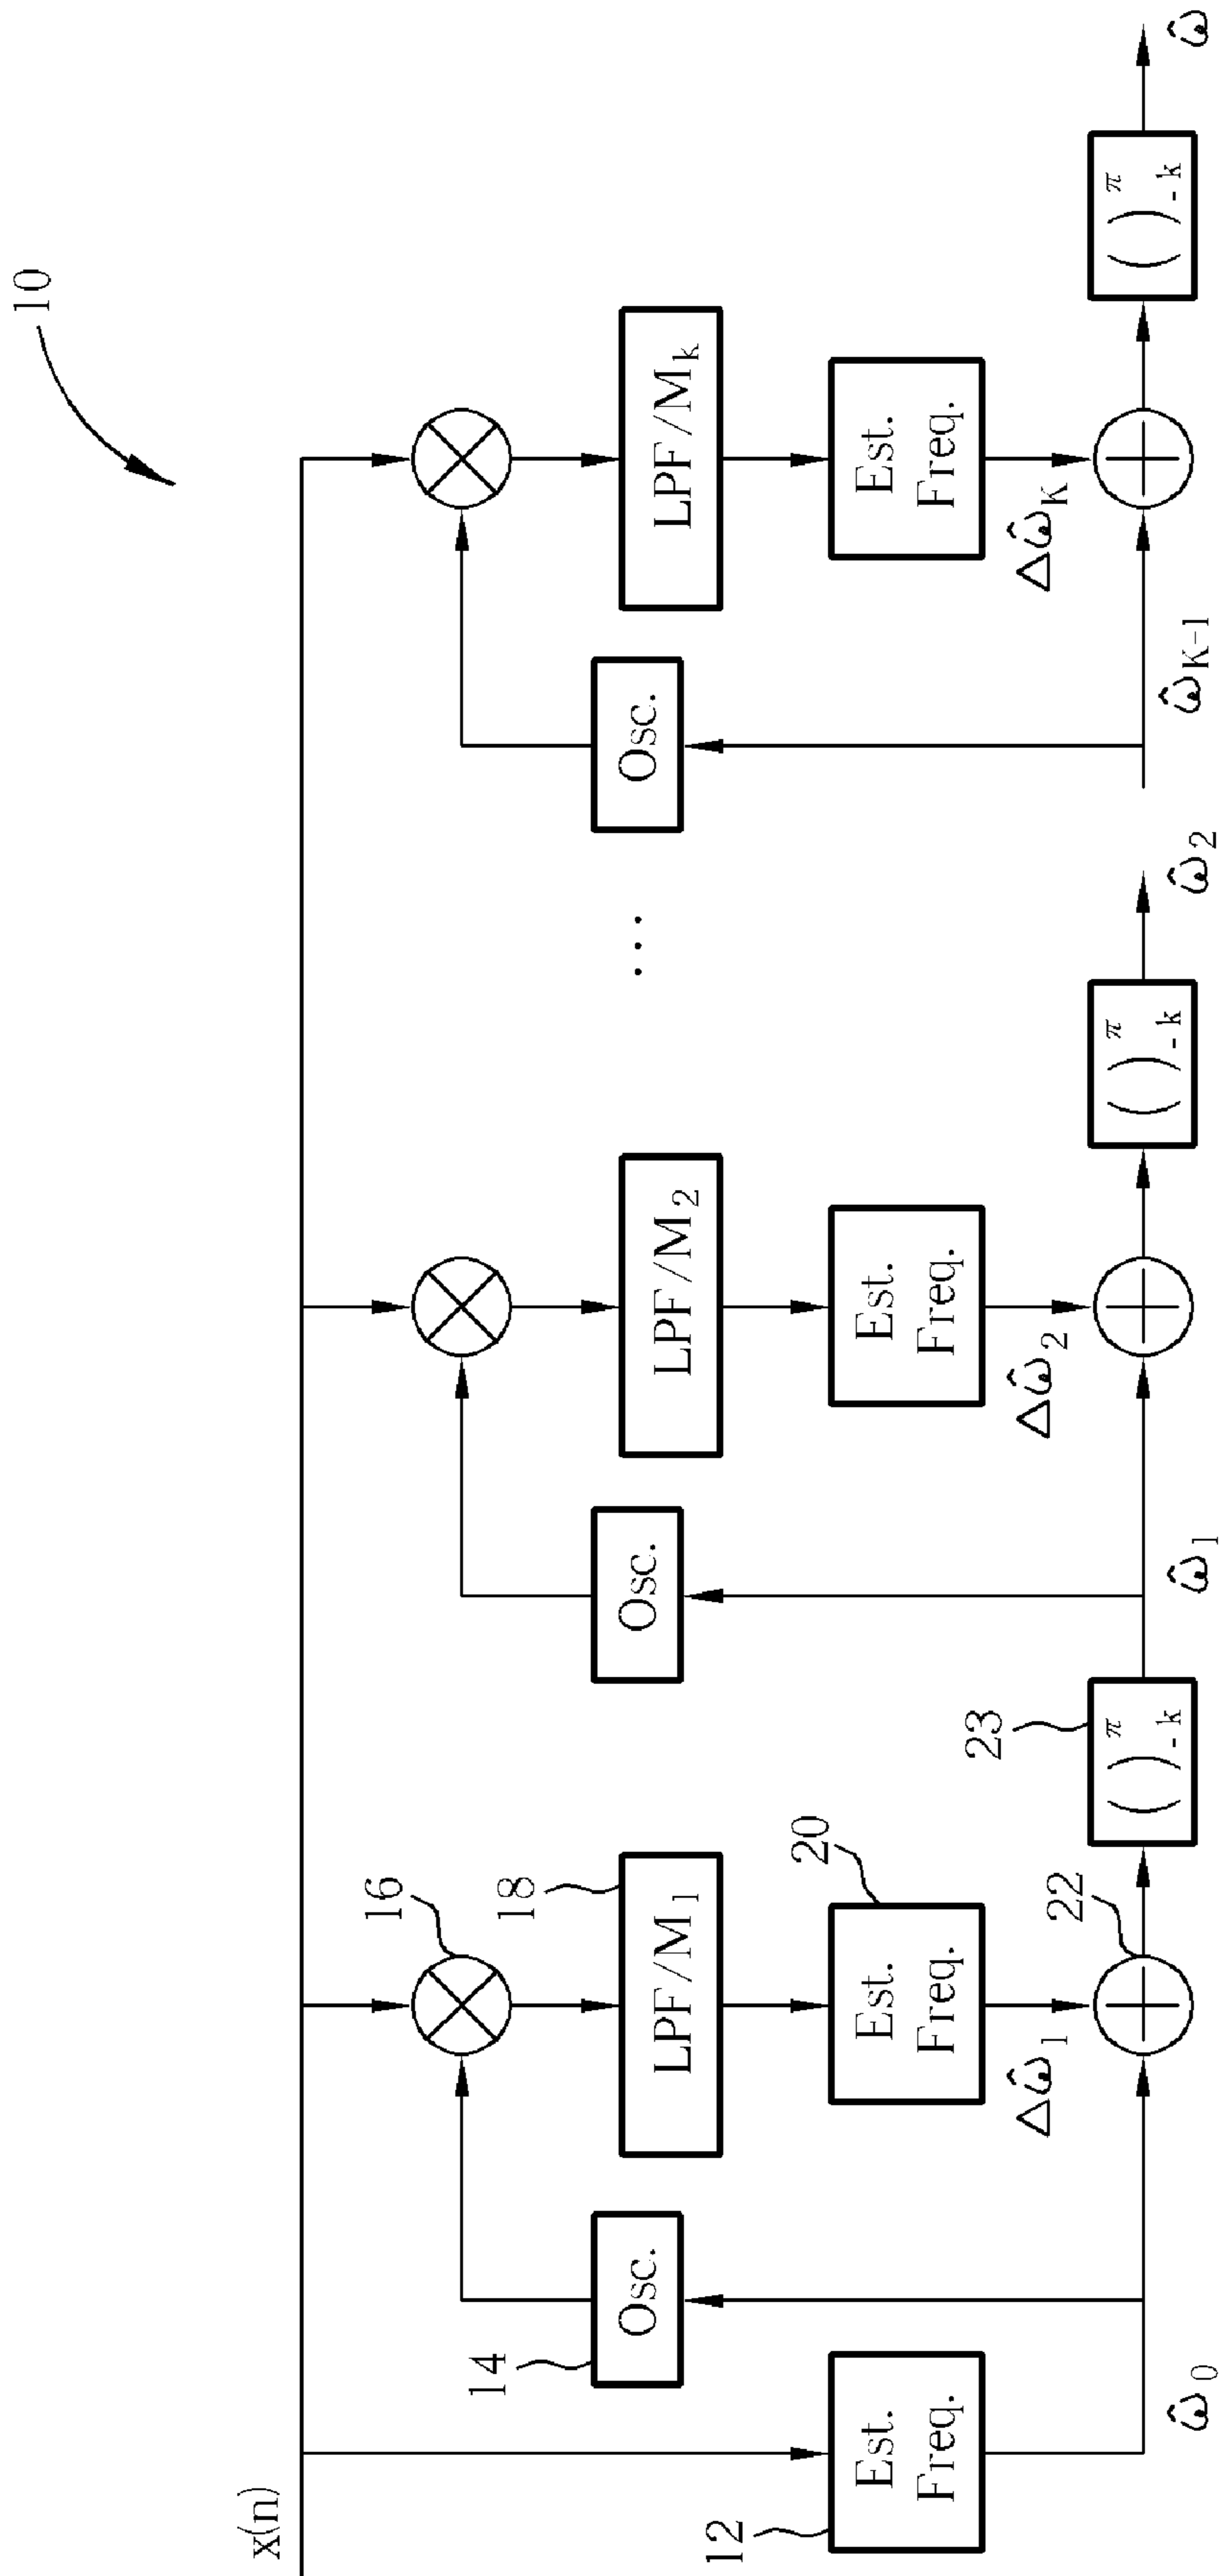 10
x(n)
16
LPF/M1
18
LPF/M2
LPF/Mk
14
Osc.
Osc.
Osc.
...
12
Est.
Freq.
Est.
Freq.
20
Est.
Freq.
Est.
Freq.
Δω̂1
Δω̂2
Δω̂K
22
23
( )π-k
( )π-k
( )π-k
ω̂0
ω̂1
ω̂2
ω̂K-1
ω̂